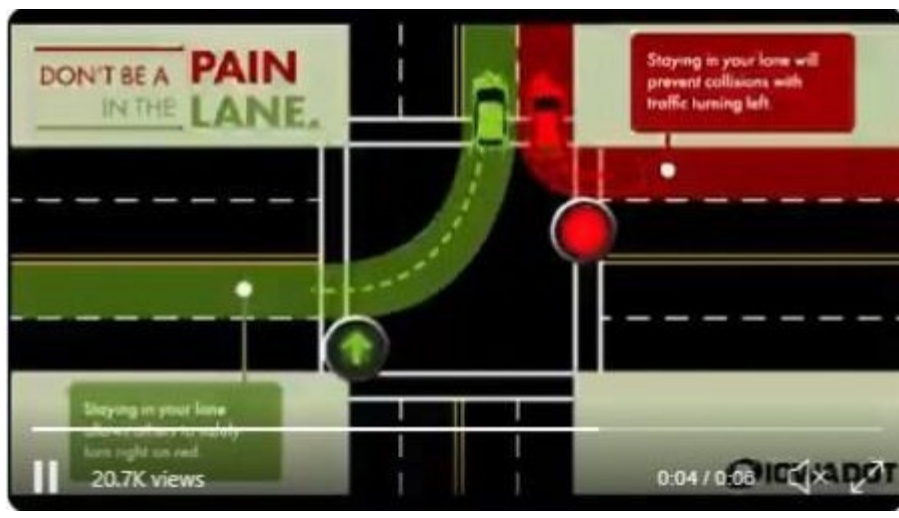 DON'T BE A PAIN
IN THE LANE.
Staying in your lane will
prevent collisions with
traffic turning left.
Staying in your lane
allows others to safely
turn right on red.
20.7K views
0:04 / 0:06
IOWADOT